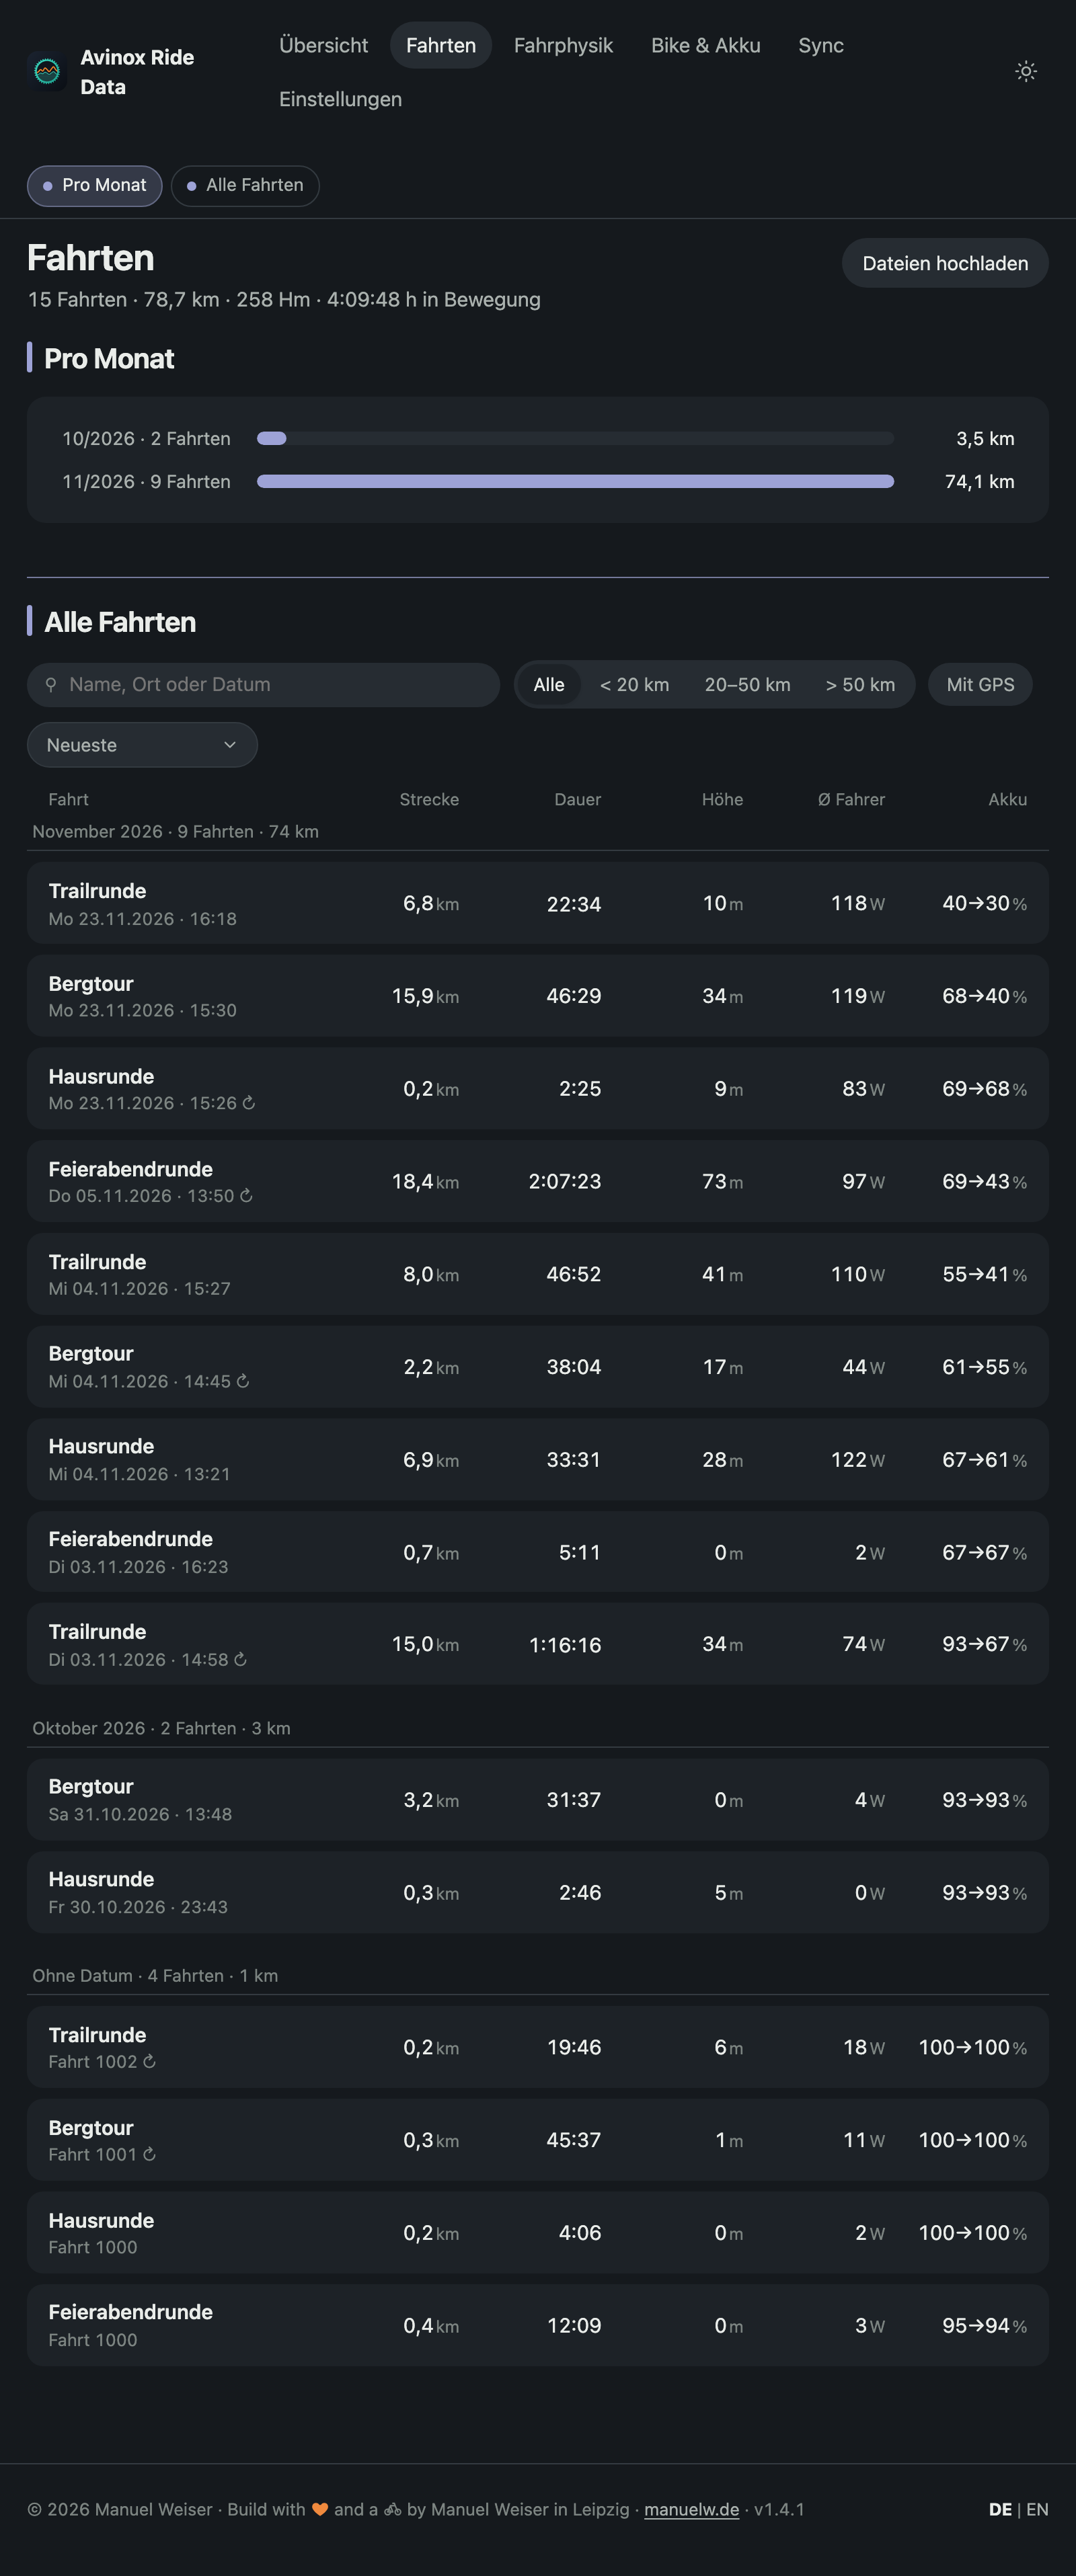 Avinox Ride Data
Übersicht Fahrten Fahrphysik Bike & Akku Sync
Einstellungen
Pro Monat Alle Fahrten
Fahrten
Dateien hochladen
15 Fahrten · 78,7 km · 258 Hm · 4:09:48 h in Bewegung
Pro Monat
10/2026 · 2 Fahrten 3,5 km
11/2026 · 9 Fahrten 74,1 km
Alle Fahrten
Name, Ort oder Datum Alle < 20 km 20–50 km > 50 km Mit GPS
Neueste
Fahrt Strecke Dauer Höhe Ø Fahrer Akku
November 2026 · 9 Fahrten · 74 km
Trailrunde
Mo 23.11.2026 · 16:18
6,8 km 22:34 10 m 118 W 40→30 %
Bergtour
Mo 23.11.2026 · 15:30
15,9 km 46:29 34 m 119 W 68→40 %
Hausrunde
Mo 23.11.2026 · 15:26 ↻
0,2 km 2:25 9 m 83 W 69→68 %
Feierabendrunde
Do 05.11.2026 · 13:50 ↻
18,4 km 2:07:23 73 m 97 W 69→43 %
Trailrunde
Mi 04.11.2026 · 15:27
8,0 km 46:52 41 m 110 W 55→41 %
Bergtour
Mi 04.11.2026 · 14:45 ↻
2,2 km 38:04 17 m 44 W 61→55 %
Hausrunde
Mi 04.11.2026 · 13:21
6,9 km 33:31 28 m 122 W 67→61 %
Feierabendrunde
Di 03.11.2026 · 16:23
0,7 km 5:11 0 m 2 W 67→67 %
Trailrunde
Di 03.11.2026 · 14:58 ↻
15,0 km 1:16:16 34 m 74 W 93→67 %
Oktober 2026 · 2 Fahrten · 3 km
Bergtour
Sa 31.10.2026 · 13:48
3,2 km 31:37 0 m 4 W 93→93 %
Hausrunde
Fr 30.10.2026 · 23:43
0,3 km 2:46 5 m 0 W 93→93 %
Ohne Datum · 4 Fahrten · 1 km
Trailrunde
Fahrt 1002 ↻
0,2 km 19:46 6 m 18 W 100→100 %
Bergtour
Fahrt 1001 ↻
0,3 km 45:37 1 m 11 W 100→100 %
Hausrunde
Fahrt 1000
0,2 km 4:06 0 m 2 W 100→100 %
Feierabendrunde
Fahrt 1000
0,4 km 12:09 0 m 3 W 95→94 %
© 2026 Manuel Weiser · Build with 🧡 and a 🚲 by Manuel Weiser in Leipzig · manuelw.de · v1.4.1
DE | EN